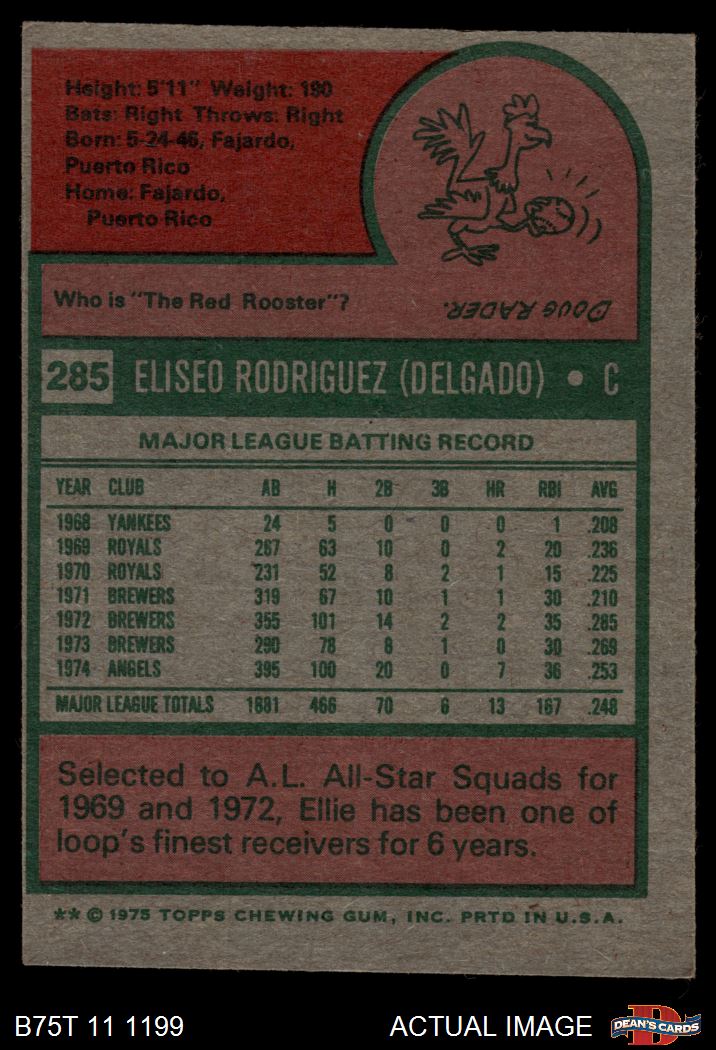 Height: 5'11" Weight: 190
Bats: Right Throws: Right
Born: 5-24-46, Fajardo,
Puerto Rico
Home: Fajardo,
Puerto Rico
Who is "The Red Rooster"?
DOUG RADER.
285 ELISEO RODRIGUEZ (DELGADO) • C
MAJOR LEAGUE BATTING RECORD
YEAR CLUB AB H 2B 3B HR RBI AVG
1968 YANKEES 24 5 0 0 0 1 .208
1969 ROYALS 267 63 10 0 2 20 .236
1970 ROYALS 231 52 8 2 1 15 .225
1971 BREWERS 319 67 10 1 1 30 .210
1972 BREWERS 355 101 14 2 2 35 .285
1973 BREWERS 290 78 8 1 0 30 .269
1974 ANGELS 395 100 20 0 7 36 .253
MAJOR LEAGUE TOTALS 1881 466 70 6 13 167 .248
Selected to A.L. All-Star Squads for
1969 and 1972, Ellie has been one of
loop's finest receivers for 6 years.
** © 1975 TOPPS CHEWING GUM, INC. PRTD IN U.S.A.
B75T 11 1199 ACTUAL IMAGE DEAN'S CARDS